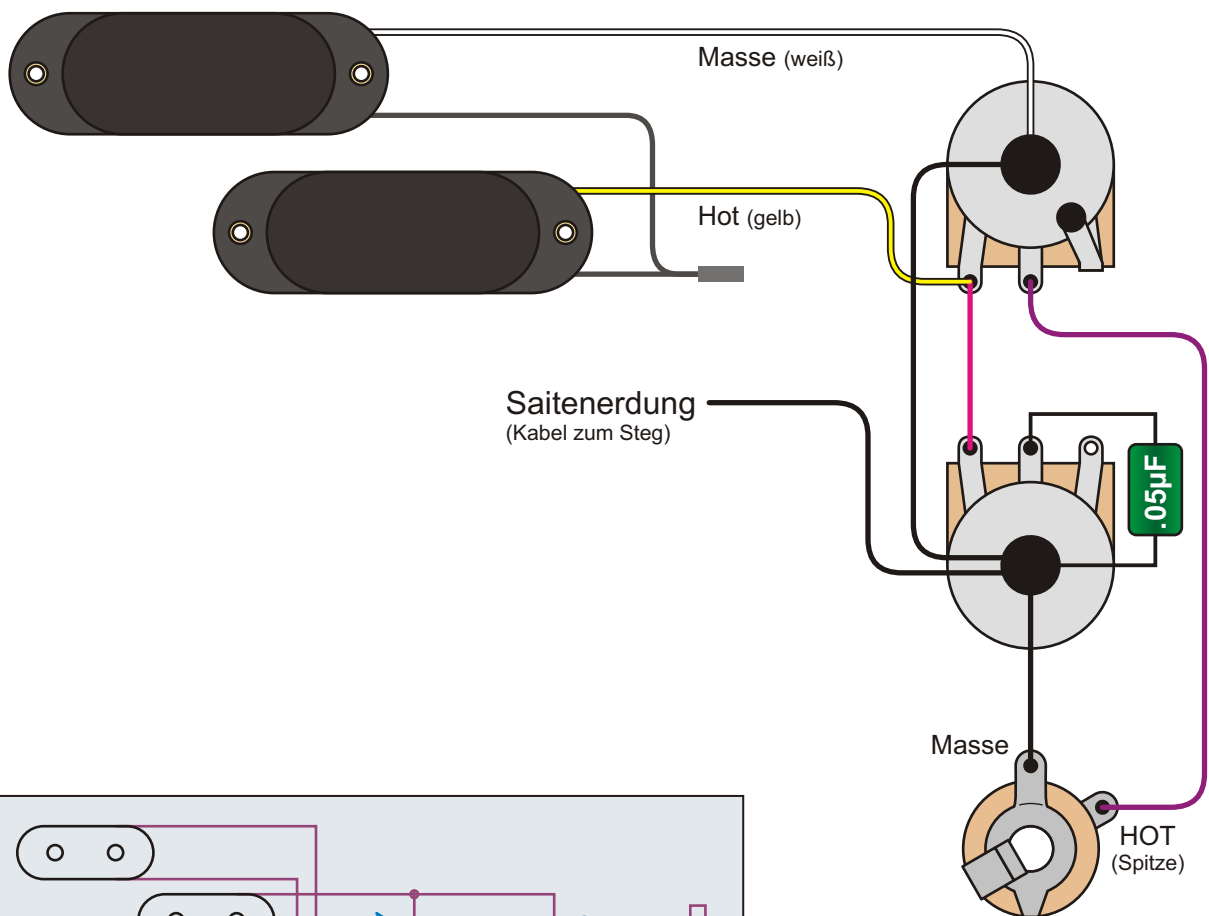 Masse (weiß)
Hot (gelb)
Saitenerdung
(Kabel zum Steg)
.05µF
Masse
HOT
(Spitze)